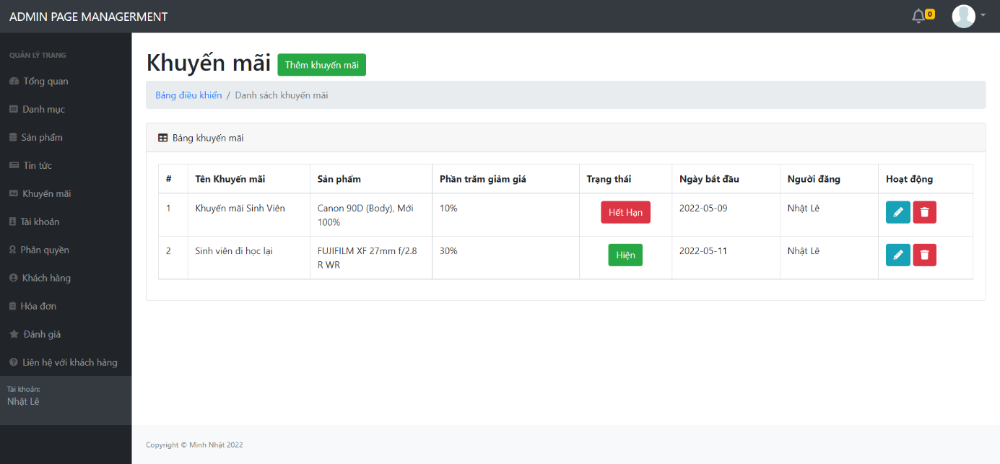 ADMIN PAGE MANAGERMENT
0
QUẢN LÝ TRANG
Tổng quan
Danh mục
Sản phẩm
Tin tức
Khuyến mãi
Tài khoản
Phân quyền
Khách hàng
Hóa đơn
Đánh giá
Liên hệ với khách hàng
Tài khoản:
Nhật Lê
Khuyến mãi Thêm khuyến mãi
Bảng điều khiển / Danh sách khuyến mãi
Bảng khuyến mãi
# Tên Khuyến mãi Sản phẩm Phần trăm giảm giá Trạng thái Ngày bắt đầu Người đăng Hoạt động
1 Khuyến mãi Sinh Viên Canon 90D (Body), Mới 10% Hết Hạn 2022-05-09 Nhật Lê
100%
2 Sinh viên đi học lại FUJIFILM XF 27mm f/2.8 30% Hiện 2022-05-11 Nhật Lê
R WR
Copyright © Minh Nhật 2022